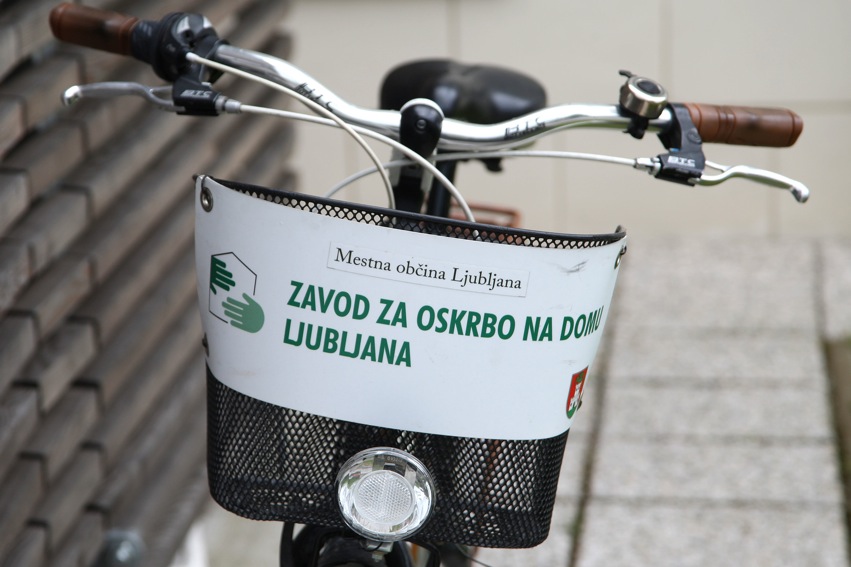 Mestna občina Ljubljana
ZAVOD ZA OSKRBO NA DOMU
LJUBLJANA